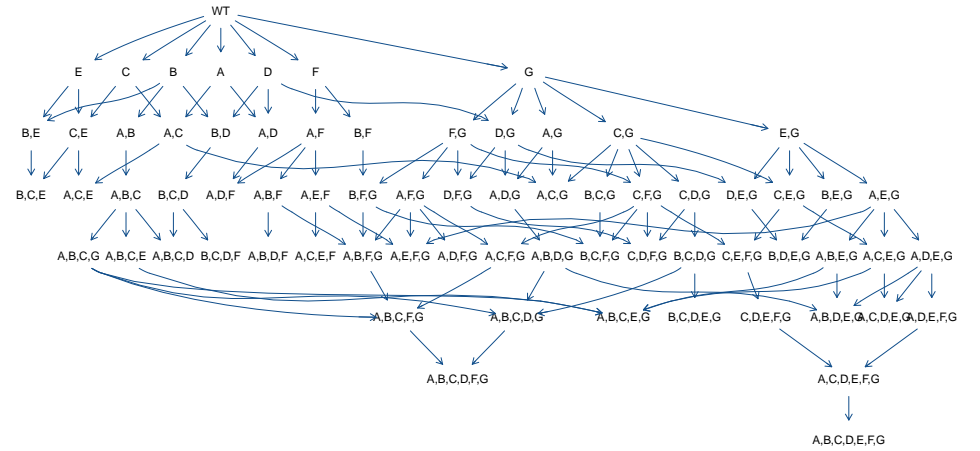 WT
E C B A D F G
B,E C,E A,B A,C B,D A,D A,F B,F F,G D,G A,G C,G E,G
B,C,E A,C,E A,B,C B,C,D A,D,F A,B,F A,E,F B,F,G A,F,G D,F,G A,D,G A,C,G B,C,G C,F,G C,D,G D,E,G C,E,G B,E,G A,E,G
A,B,C,G A,B,C,E A,B,C,D B,C,D,F A,B,D,F A,C,E,F A,B,F,G A,E,F,G A,D,F,G A,C,F,G A,B,D,G B,C,F,G C,D,F,G B,C,D,G C,E,F,G B,D,E,G A,B,E,G A,C,E,G A,D,E,G
A,B,C,F,G A,B,C,D,G A,B,C,E,G B,C,D,E,G C,D,E,F,G A,B,D,E,G A,C,D,E,G A,D,E,F,G
A,B,C,D,F,G A,C,D,E,F,G
A,B,C,D,E,F,G